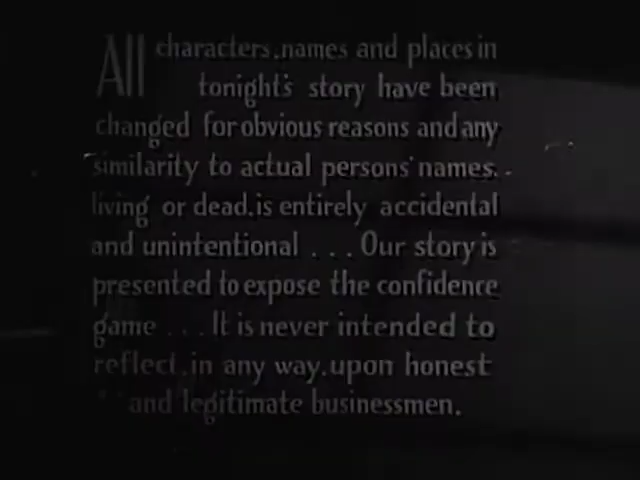 All characters, names and places in
tonight's story have been
changed for obvious reasons and any
similarity to actual persons' names,
living or dead, is entirely accidental
and unintentional . . . Our story is
presented to expose the confidence
game . . . It is never intended to
reflect, in any way, upon honest
and legitimate businessmen.